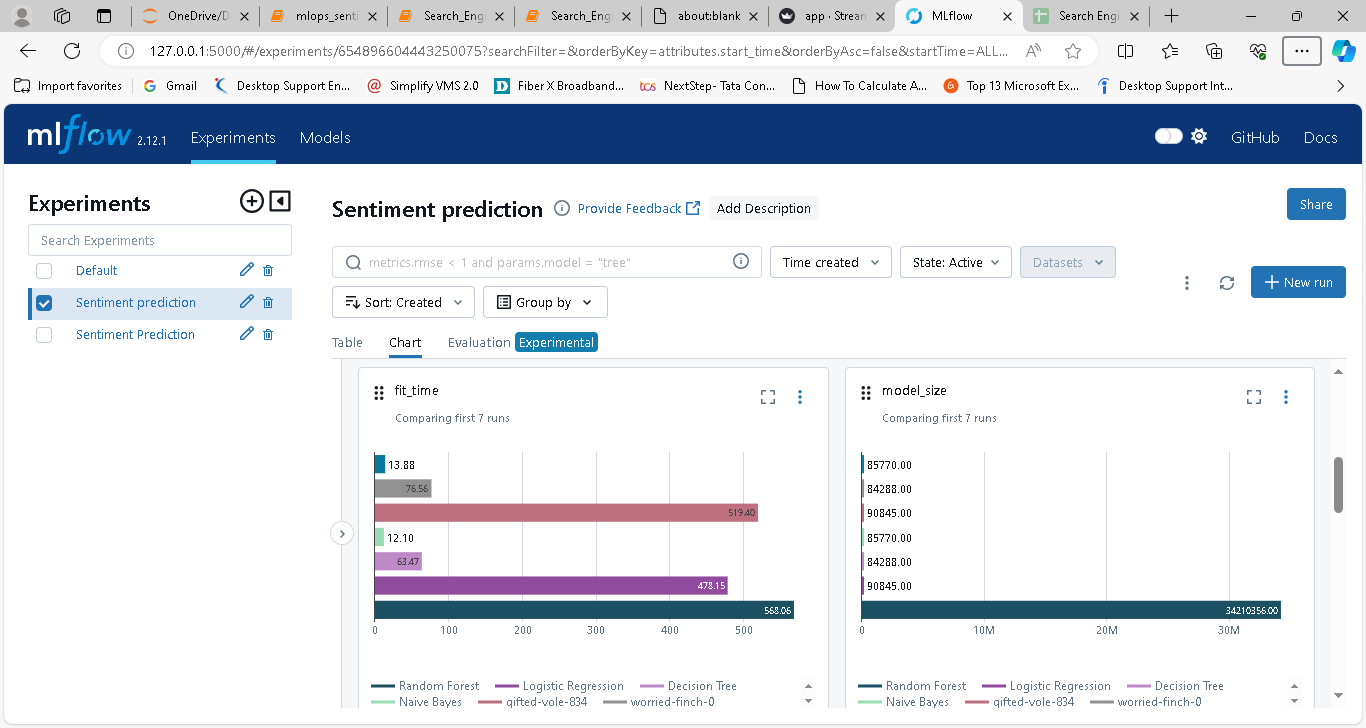 OneDrive/D
mlops_senti
Search_Engi
Search_Engi
about:blank
app · Stream
MLflow
Search Engi
127.0.0.1:5000/#/experiments/654896604443250075?searchFilter=&orderByKey=attributes.start_time&orderByAsc=false&startTime=ALL...
Import favorites
Gmail
Desktop Support En...
Simplify VMS 2.0
Fiber X Broadband...
tcs NextStep- Tata Con...
How To Calculate A...
Top 13 Microsoft Ex...
Desktop Support Int...
mlflow 2.12.1 Experiments Models GitHub Docs
Experiments
Search Experiments
Default
Sentiment prediction
Sentiment Prediction
Sentiment prediction Provide Feedback Add Description
Share
metrics.rmse < 1 and params.model = "tree"
Time created
State: Active
Datasets
Sort: Created
Group by
New run
Table Chart Evaluation Experimental
fit_time
Comparing first 7 runs
13.88
76.56
519.40
12.10
63.47
478.15
568.06
0 100 200 300 400 500
Random Forest Logistic Regression Decision Tree
Naive Bayes gifted-vole-834 worried-finch-0
model_size
Comparing first 7 runs
85770.00
84288.00
90845.00
85770.00
84288.00
90845.00
34210356.00
0 10M 20M 30M
Random Forest Logistic Regression Decision Tree
Naive Bayes gifted-vole-834 worried-finch-0